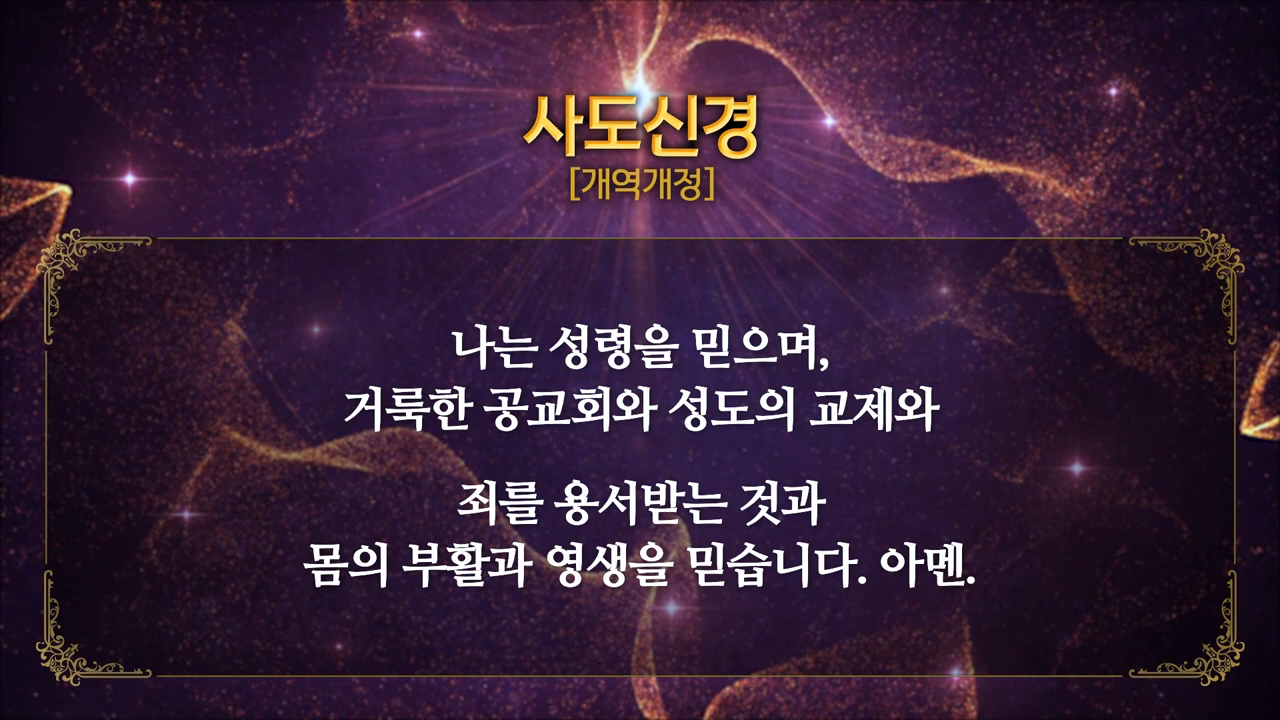 사도신경
[개역개정]
나는 성령을 믿으며,
거룩한 공교회와 성도의 교제와
죄를 용서받는 것과
몸의 부활과 영생을 믿습니다. 아멘.